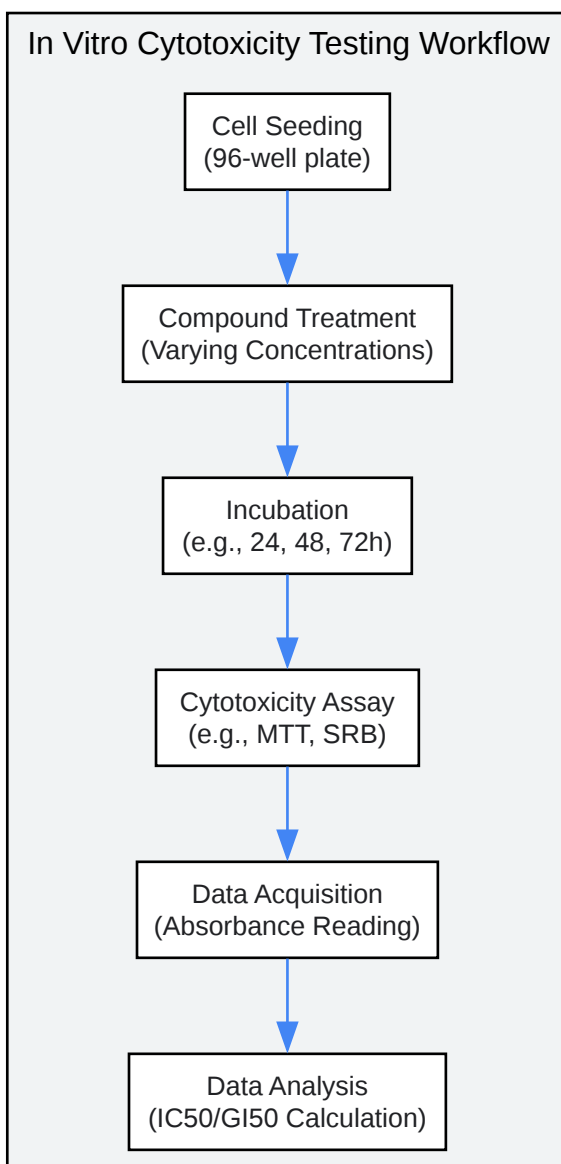 In Vitro Cytotoxicity Testing Workflow
Cell Seeding
(96-well plate)
Compound Treatment
(Varying Concentrations)
Incubation
(e.g., 24, 48, 72h)
Cytotoxicity Assay
(e.g., MTT, SRB)
Data Acquisition
(Absorbance Reading)
Data Analysis
(IC50/GI50 Calculation)